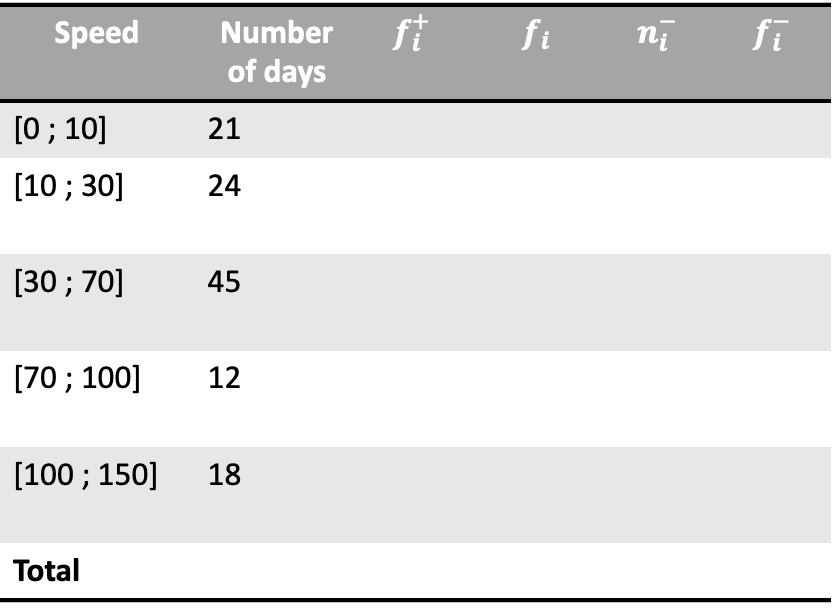 Speed Number of days f_i^+ f_i n_i^- f_i^-
[0 ; 10] 21
[10 ; 30] 24
[30 ; 70] 45
[70 ; 100] 12
[100 ; 150] 18
Total